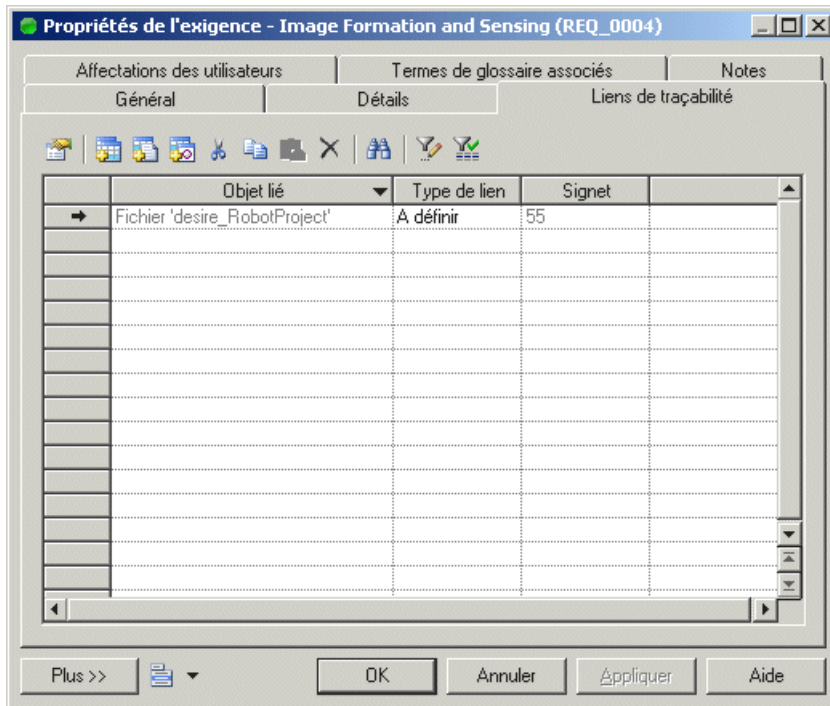 Propriétés de l'exigence - Image Formation and Sensing (REQ_0004)
Affectations des utilisateurs Termes de glossaire associés Notes
Général Détails Liens de traçabilité
Objet lié Type de lien Signet
Fichier 'desire_RobotProject' A définir 55
Plus >> OK Annuler Appliquer Aide